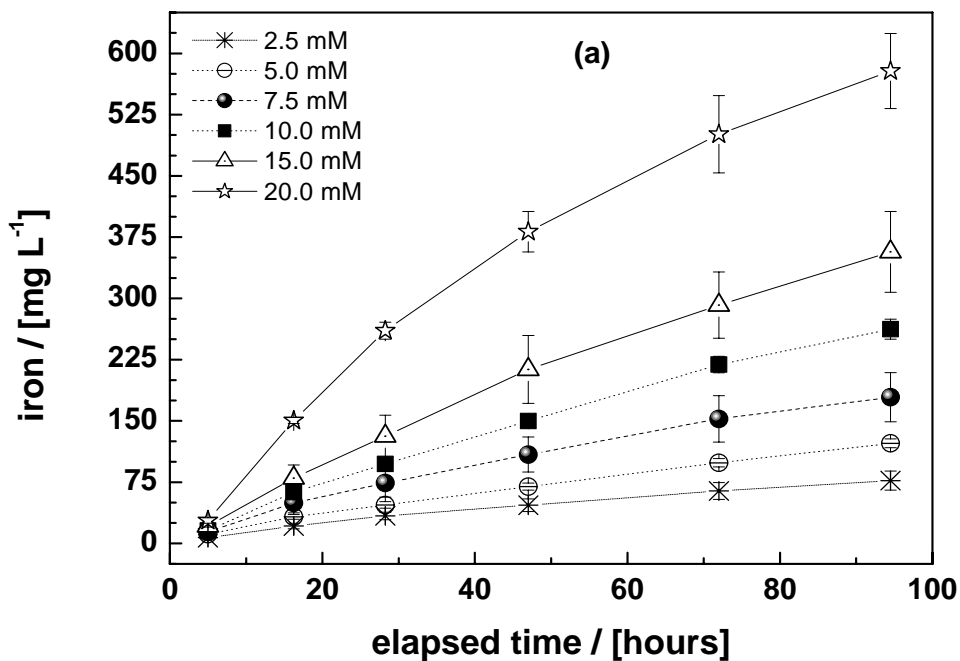 (a)
2.5 mM
5.0 mM
7.5 mM
10.0 mM
15.0 mM
20.0 mM
iron / [mg L⁻¹]
600
525
450
375
300
225
150
75
0
0 20 40 60 80 100
elapsed time / [hours]